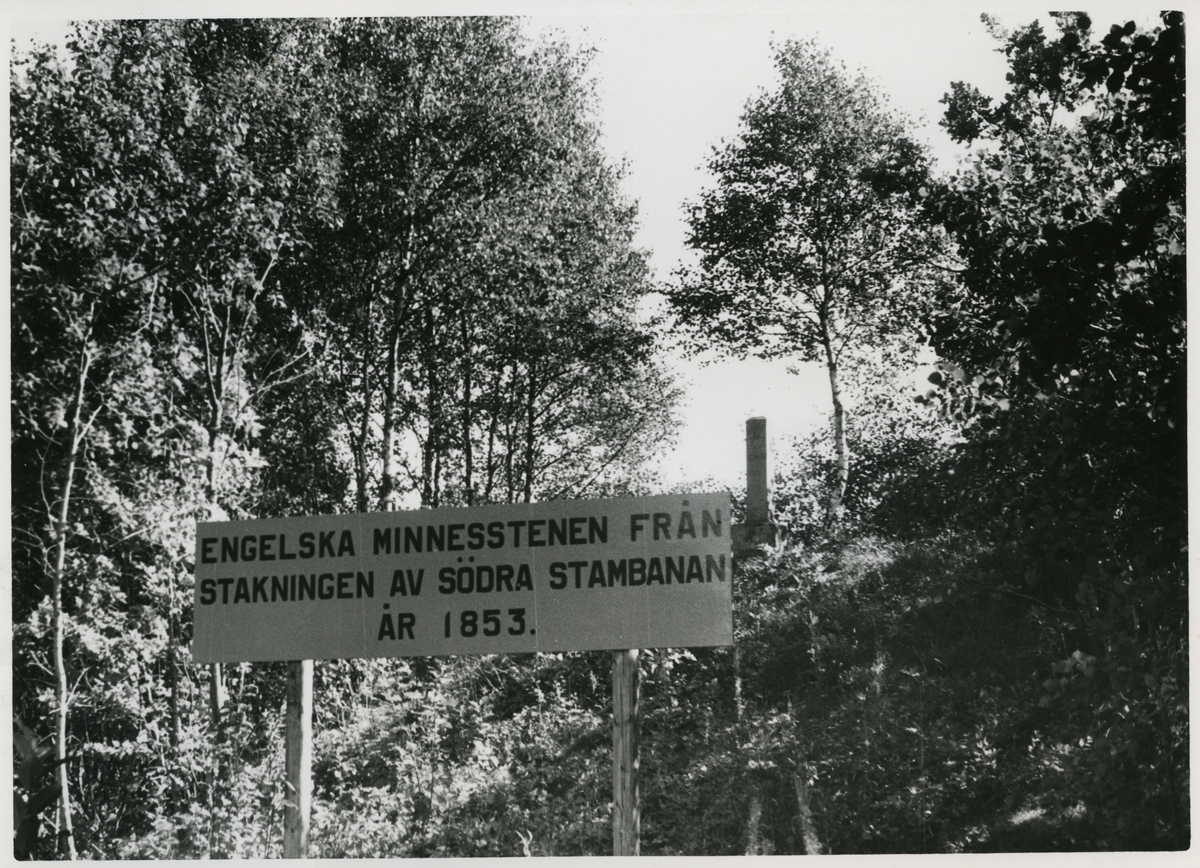 ENGELSKA MINNESSTENEN FRÅN
STAKNINGEN AV SÖDRA STAMBANAN
ÅR 1853.